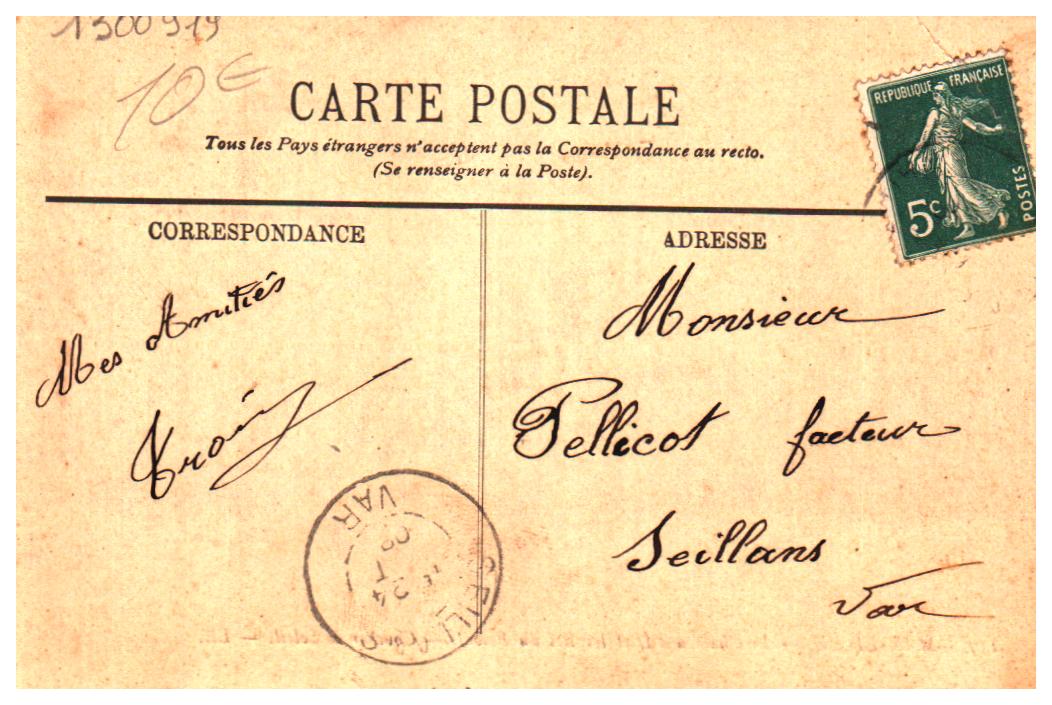 1300979
10€
CARTE POSTALE
Tous les Pays étrangers n'acceptent pas la Correspondance au recto.
(Se renseigner à la Poste).
REPUBLIQUE FRANÇAISE
POSTES
5c
CORRESPONDANCE
ADRESSE
Mes Amitiés
Monsieur
Pellicot facteur
Seillans
Var
VAR